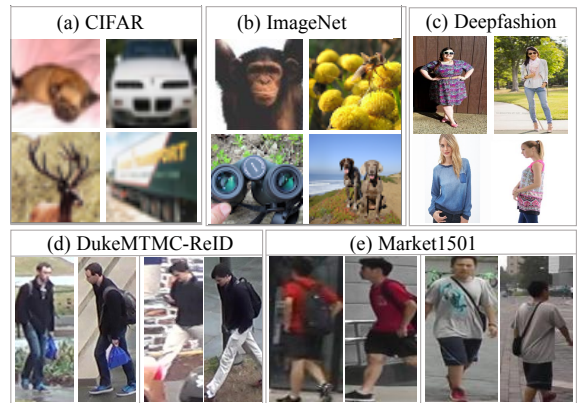 (a) CIFAR
(b) ImageNet
(c) Deepfashion
(d) DukeMTMC-ReID
(e) Market1501